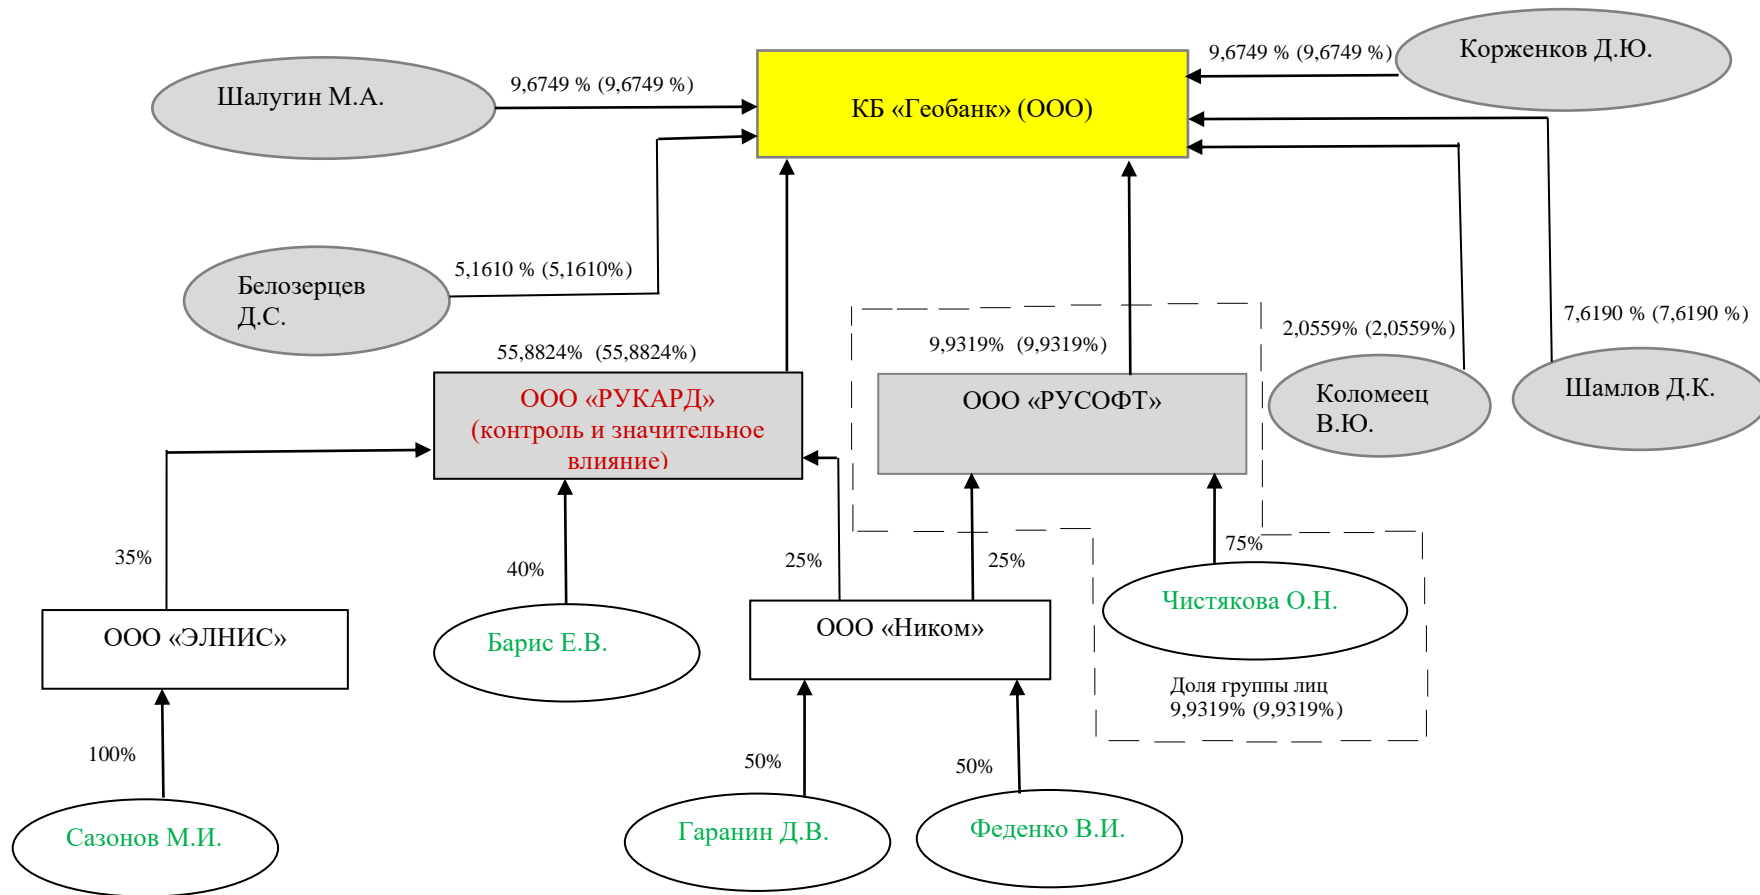 Корженков Д.Ю.
9,6749 % (9,6749 %)
Шалугин М.А.
9,6749 % (9,6749 %)
КБ «Геобанк» (ООО)
Белозерцев
Д.С.
5,1610 % (5,1610%)
7,6190 % (7,6190 %)
2,0559% (2,0559%)
55,8824% (55,8824%)
9,9319% (9,9319%)
ООО «РУКАРД»
(контроль и значительное
влияние)
ООО «РУСОФТ»
Коломеец
В.Ю.
Шамлов Д.К.
35%
40%
25%
25%
75%
ООО «ЭЛНИС»
Барис Е.В.
ООО «Ником»
Чистякова О.Н.
Доля группы лиц
9,9319% (9,9319%)
100%
50%
50%
Сазонов М.И.
Гаранин Д.В.
Феденко В.И.